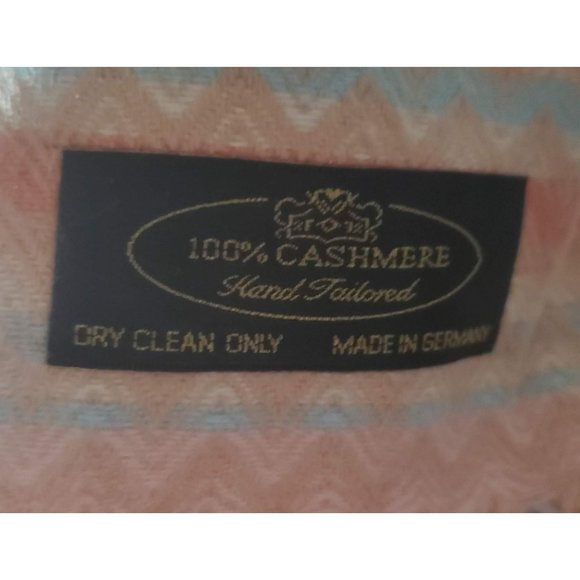 100% CASHMERE
Hand Tailored
DRY CLEAN ONLY MADE IN GERMANY